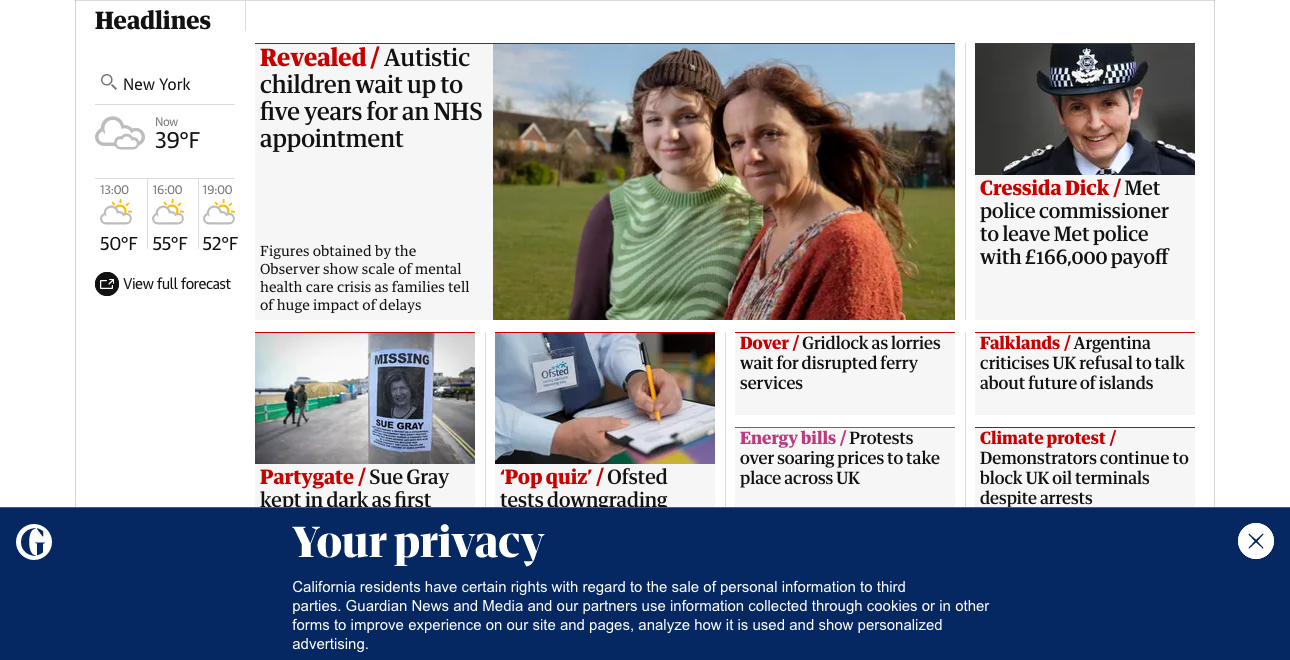 Headlines
New York
Now
39°F
13:00
16:00
19:00
50°F
55°F
52°F
View full forecast
Revealed / Autistic
children wait up to
five years for an NHS
appointment
Figures obtained by the
Observer show scale of mental
health care crisis as families tell
of huge impact of delays
Cressida Dick / Met
police commissioner
to leave Met police
with £166,000 payoff
MISSING
SUE GRAY
Partygate / Sue Gray
kept in dark as first
Ofsted
‘Pop quiz’ / Ofsted
tests downgrading
Dover / Gridlock as lorries
wait for disrupted ferry
services
Energy bills / Protests
over soaring prices to take
place across UK
Falklands / Argentina
criticises UK refusal to talk
about future of islands
Climate protest /
Demonstrators continue to
block UK oil terminals
despite arrests
G
Your privacy
California residents have certain rights with regard to the sale of personal information to third
parties. Guardian News and Media and our partners use information collected through cookies or in other
forms to improve experience on our site and pages, analyze how it is used and show personalized
advertising.